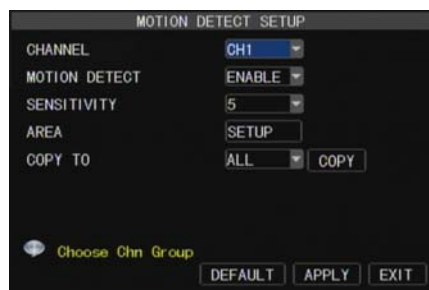 MOTION DETECT SETUP
CHANNEL CH1
MOTION DETECT ENABLE
SENSITIVITY 5
AREA SETUP
COPY TO ALL COPY
Choose Chn Group
DEFAULT APPLY EXIT